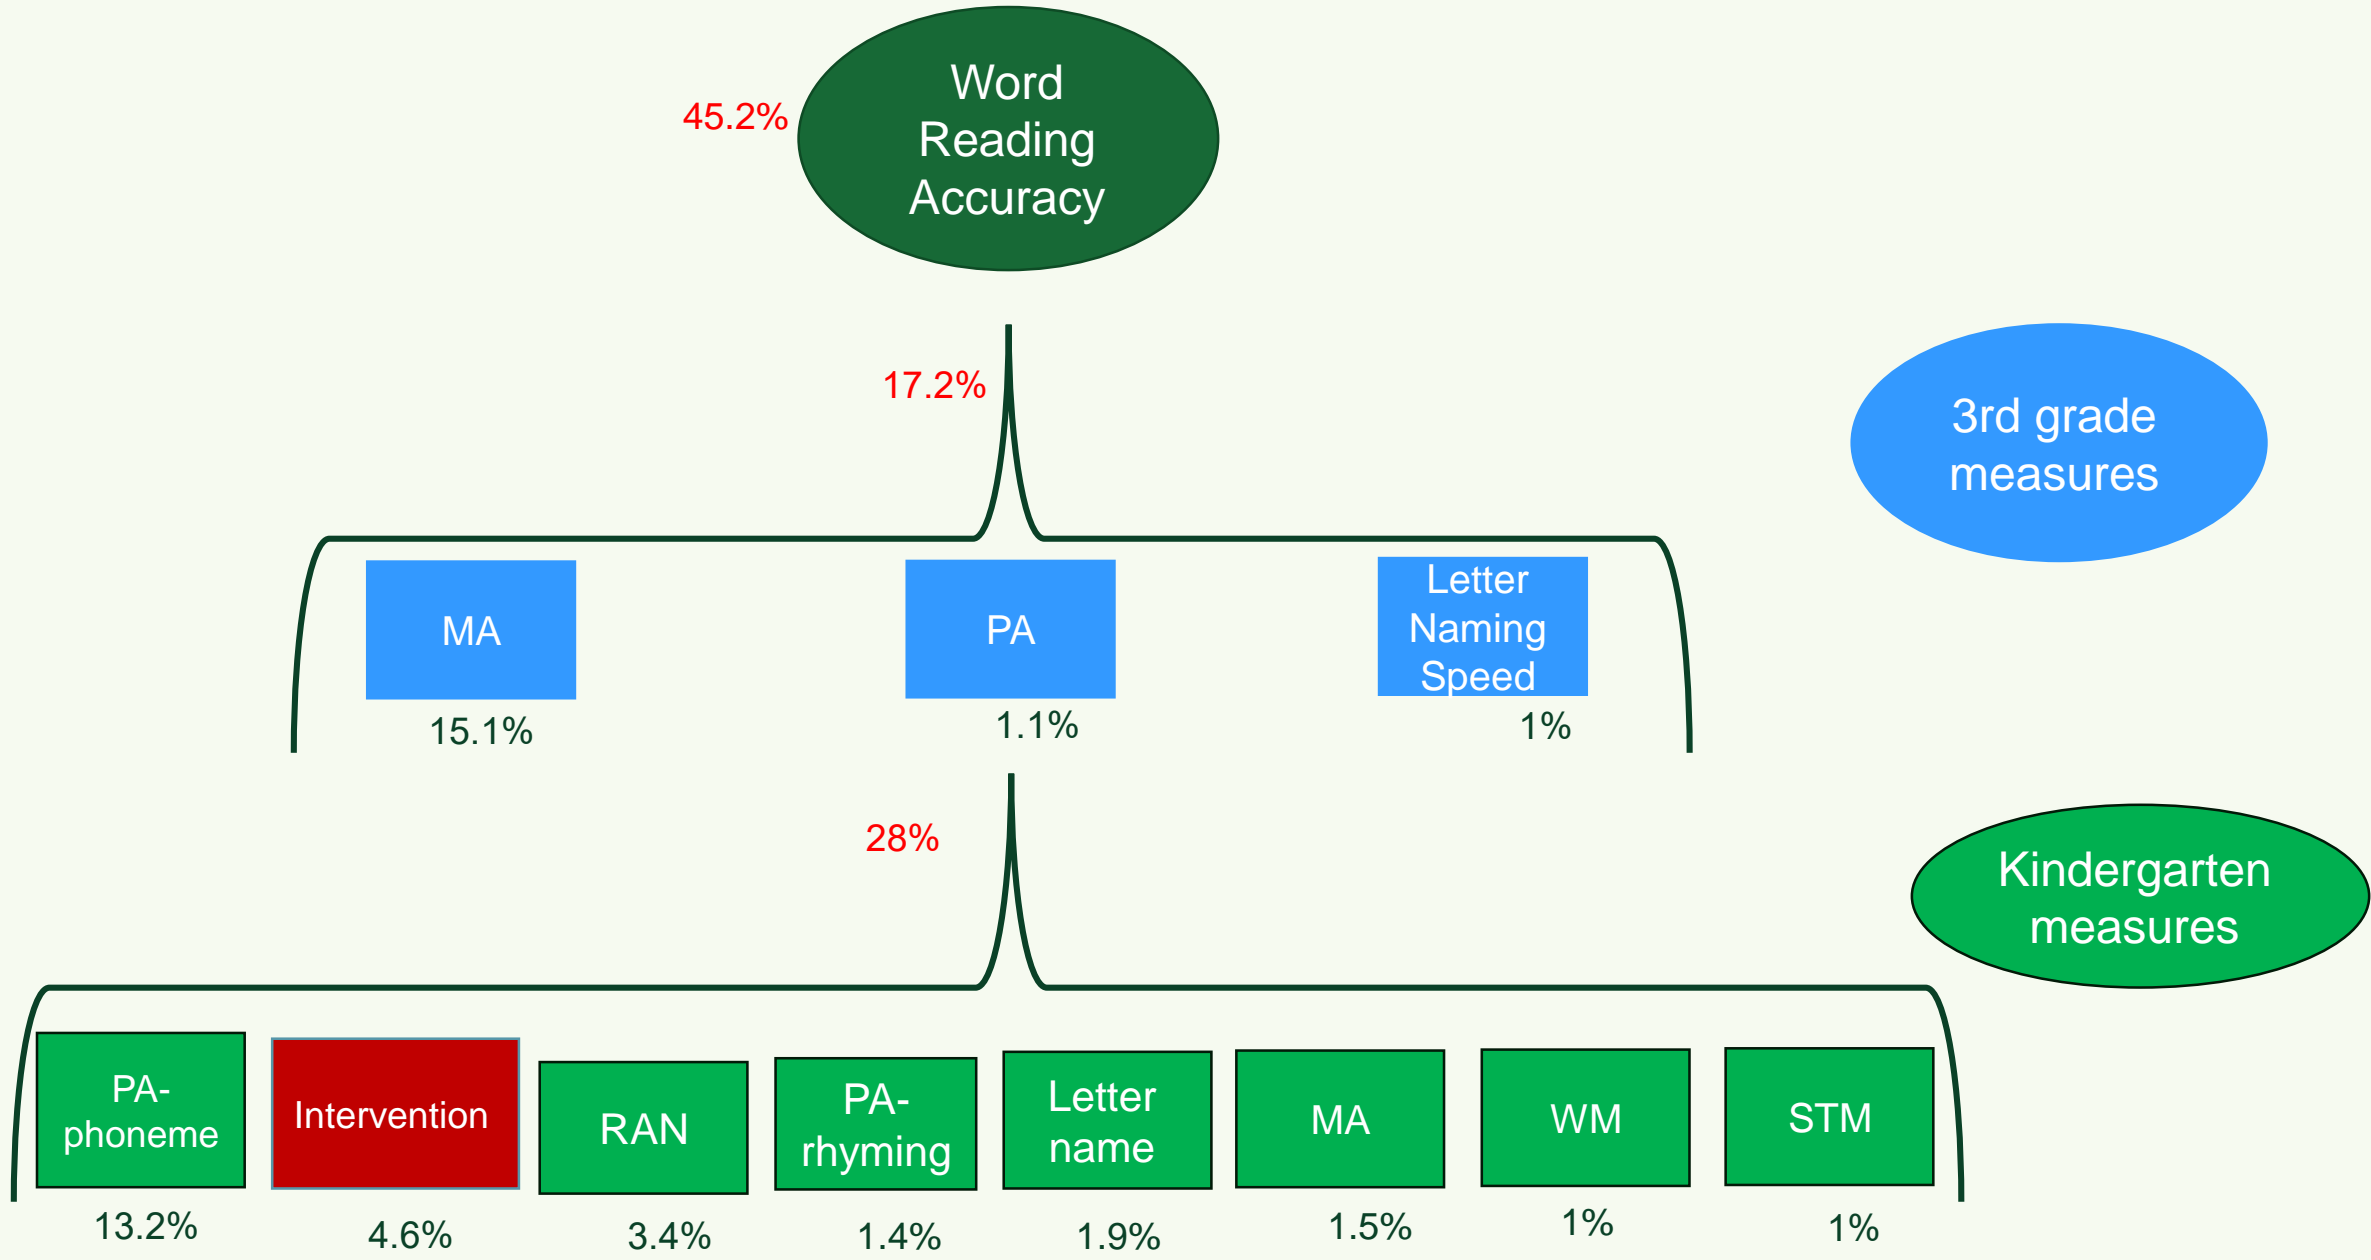 Word
Reading
Accuracy
45.2%
17.2%
3rd grade
measures
MA
PA
Letter
Naming
Speed
15.1%
1.1%
1%
28%
Kindergarten
measures
PA-
phoneme
Intervention
RAN
PA-
rhyming
Letter
name
MA
WM
STM
13.2%
4.6%
3.4%
1.4%
1.9%
1.5%
1%
1%